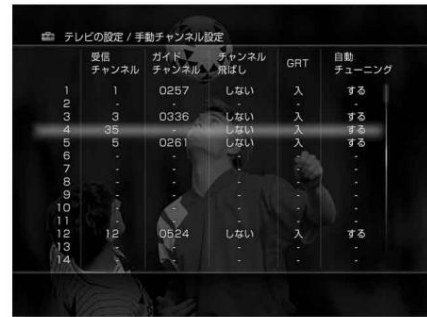 テレビの設定 / 手動チャンネル設定
受信チャンネル ガイドチャンネル チャンネル飛ばし GRT 自動チューニング
1 1 0257 しない 入 する
2 - - - - -
3 3 0336 しない 入 する
4 35 - しない 入 する
5 5 0261 しない 入 する
6 - - - - -
7 - - - - -
8 - - - - -
9 - - - - -
10 - - - - -
11 - - - - -
12 12 0524 しない 入 する
13 - - - - -
14 - - - - -